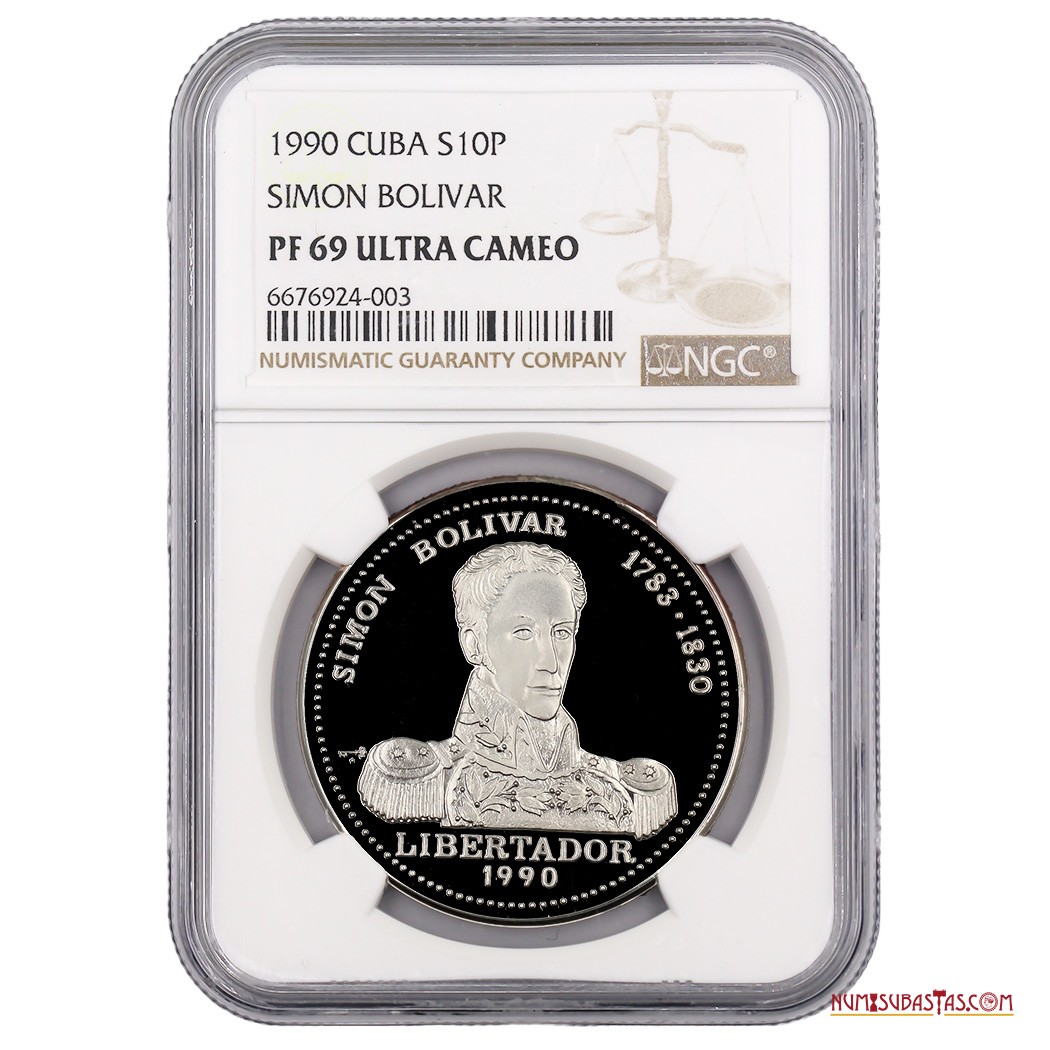 1990 CUBA S10P
SIMON BOLIVAR
PF 69 ULTRA CAMEO
6676924-003
NUMISMATIC GUARANTY COMPANY
NGC®
SIMON BOLIVAR 1783·1830
LIBERTADOR
1990
NUMISUBASTAS.COM